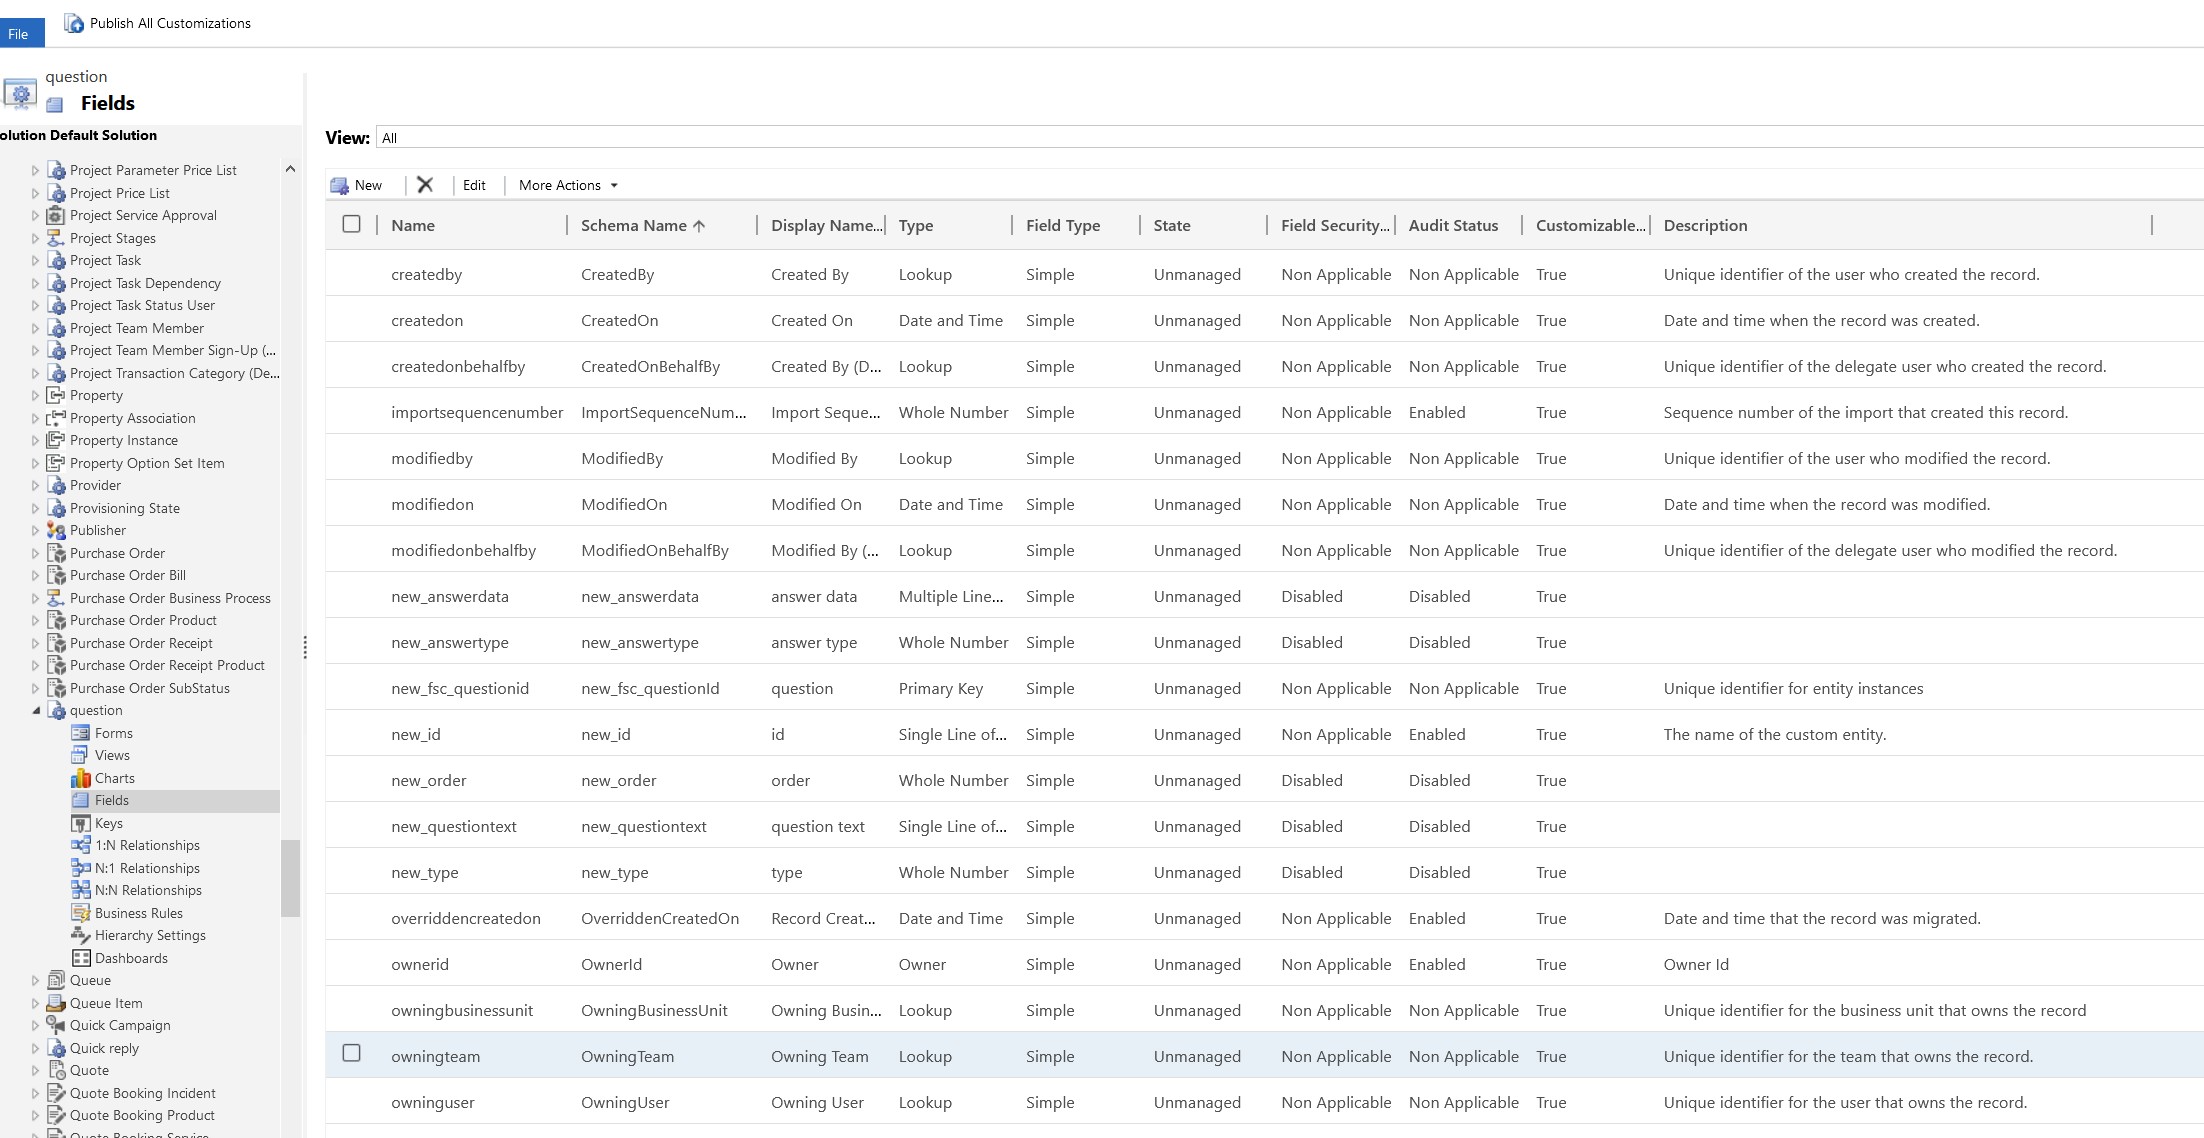 File
Publish All Customizations
question
Fields
olution Default Solution
Project Parameter Price List
Project Price List
Project Service Approval
Project Stages
Project Task
Project Task Dependency
Project Task Status User
Project Team Member
Project Team Member Sign-Up (...
Project Transaction Category (De...
Property
Property Association
Property Instance
Property Option Set Item
Provider
Provisioning State
Publisher
Purchase Order
Purchase Order Bill
Purchase Order Business Process
Purchase Order Product
Purchase Order Receipt
Purchase Order Receipt Product
Purchase Order SubStatus
question
Forms
Views
Charts
Fields
Keys
1:N Relationships
N:1 Relationships
N:N Relationships
Business Rules
Hierarchy Settings
Dashboards
Queue
Queue Item
Quick Campaign
Quick reply
Quote
Quote Booking Incident
Quote Booking Product
Quote Booking Service
View: All
New Edit More Actions
Name Schema Name Display Name... Type Field Type State Field Security... Audit Status Customizable... Description
createdby CreatedBy Created By Lookup Simple Unmanaged Non Applicable Non Applicable True Unique identifier of the user who created the record.
createdon CreatedOn Created On Date and Time Simple Unmanaged Non Applicable Non Applicable True Date and time when the record was created.
createdonbehalfby CreatedOnBehalfBy Created By (D... Lookup Simple Unmanaged Non Applicable Non Applicable True Unique identifier of the delegate user who created the record.
importsequencenumber ImportSequenceNum... Import Seque... Whole Number Simple Unmanaged Non Applicable Enabled True Sequence number of the import that created this record.
modifiedby ModifiedBy Modified By Lookup Simple Unmanaged Non Applicable Non Applicable True Unique identifier of the user who modified the record.
modifiedon ModifiedOn Modified On Date and Time Simple Unmanaged Non Applicable Non Applicable True Date and time when the record was modified.
modifiedonbehalfby ModifiedOnBehalfBy Modified By (... Lookup Simple Unmanaged Non Applicable Non Applicable True Unique identifier of the delegate user who modified the record.
new_answerdata new_answerdata answer data Multiple Line... Simple Unmanaged Disabled Disabled True
new_answertype new_answertype answer type Whole Number Simple Unmanaged Disabled Disabled True
new_fsc_questionid new_fsc_questionId question Primary Key Simple Unmanaged Non Applicable Non Applicable True Unique identifier for entity instances
new_id new_id id Single Line of... Simple Unmanaged Non Applicable Enabled True The name of the custom entity.
new_order new_order order Whole Number Simple Unmanaged Disabled Disabled True
new_questiontext new_questiontext question text Single Line of... Simple Unmanaged Disabled Disabled True
new_type new_type type Whole Number Simple Unmanaged Disabled Disabled True
overriddencreatedon OverriddenCreatedOn Record Creat... Date and Time Simple Unmanaged Non Applicable Enabled True Date and time that the record was migrated.
ownerid OwnerId Owner Owner Simple Unmanaged Non Applicable Enabled True Owner Id
owningbusinessunit OwningBusinessUnit Owning Busin... Lookup Simple Unmanaged Non Applicable Non Applicable True Unique identifier for the business unit that owns the record
owningteam OwningTeam Owning Team Lookup Simple Unmanaged Non Applicable Non Applicable True Unique identifier for the team that owns the record.
owninguser OwningUser Owning User Lookup Simple Unmanaged Non Applicable Non Applicable True Unique identifier for the user that owns the record.